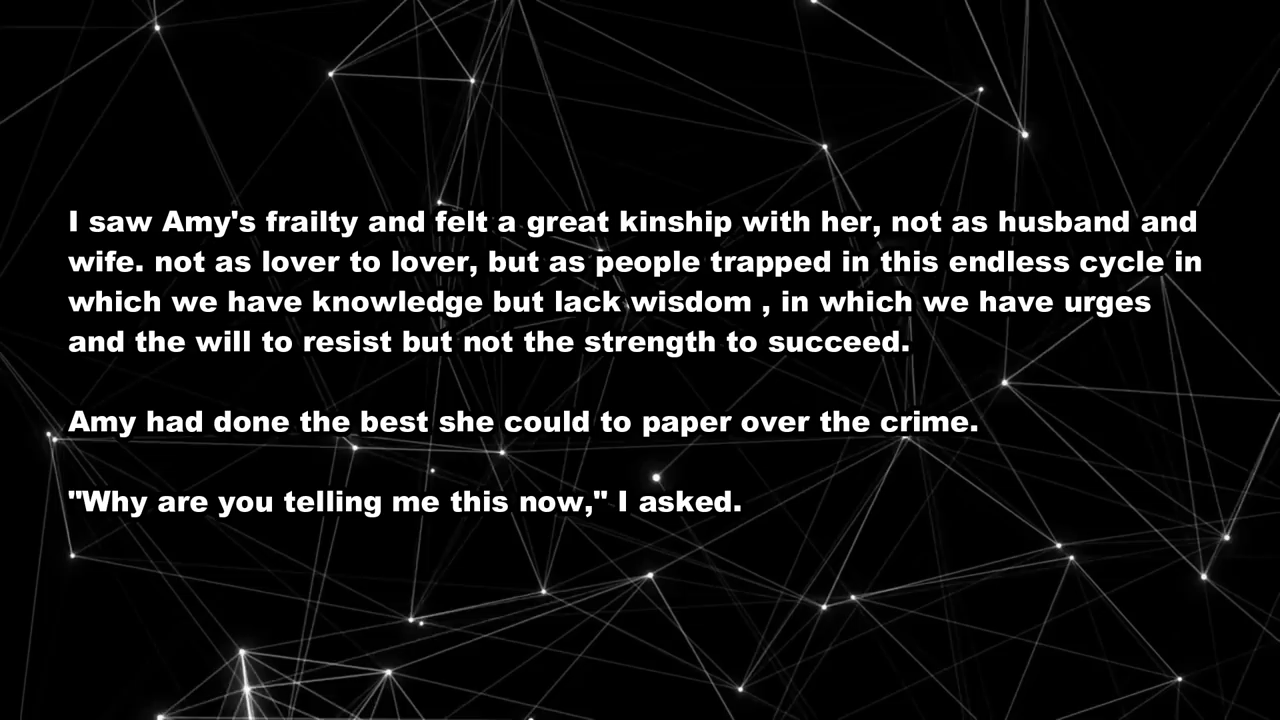 I saw Amy's frailty and felt a great kinship with her, not as husband and
wife. not as lover to lover, but as people trapped in this endless cycle in
which we have knowledge but lack wisdom , in which we have urges
and the will to resist but not the strength to succeed.
Amy had done the best she could to paper over the crime.
"Why are you telling me this now," I asked.